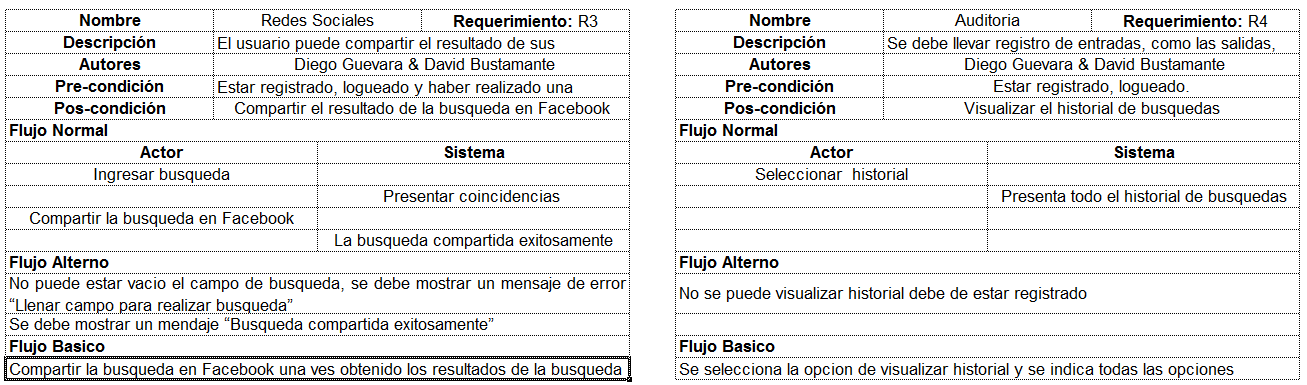 Nombre Redes Sociales Requerimiento: R3
Descripción El usuario puede compartir el resultado de sus
Autores Diego Guevara & David Bustamante
Pre-condición Estar registrado, logueado y haber realizado una
Pos-condición Compartir el resultado de la busqueda en Facebook
Flujo Normal
Actor Sistema
Ingresar busqueda
Presentar coincidencias
Compartir la busqueda en Facebook
La busqueda compartida exitosamente
Flujo Alterno
No puede estar vacio el campo de busqueda, se debe mostrar un mensaje de error
“Llenar campo para realizar busqueda”
Se debe mostrar un mendaje “Busqueda compartida exitosamente”
Flujo Basico
Compartir la busqueda en Facebook una ves obtenido los resultados de la busqueda
Nombre Auditoria Requerimiento: R4
Descripción Se debe llevar registro de entradas, como las salidas,
Autores Diego Guevara & David Bustamante
Pre-condición Estar registrado, logueado.
Pos-condición Visualizar el historial de busquedas
Flujo Normal
Actor Sistema
Seleccionar historial
Presenta todo el historial de busquedas
Flujo Alterno
No se puede visualizar historial debe de estar registrado
Flujo Basico
Se selecciona la opcion de visualizar historial y se indica todas las opciones